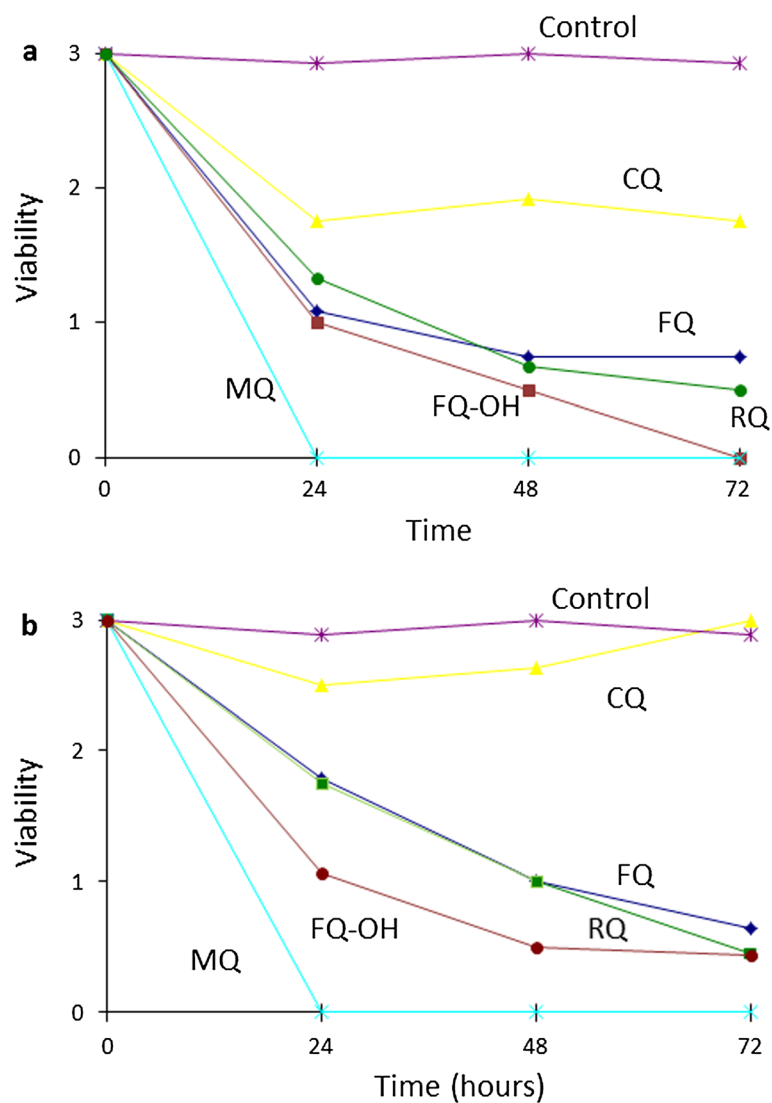 a
Control
3
CQ
2
Viability
FQ
1
MQ
FQ-OH
RQ
0
0 24 48 72
Time
b
Control
3
CQ
2
Viability
FQ
1
FQ-OH
RQ
MQ
0
0 24 48 72
Time (hours)